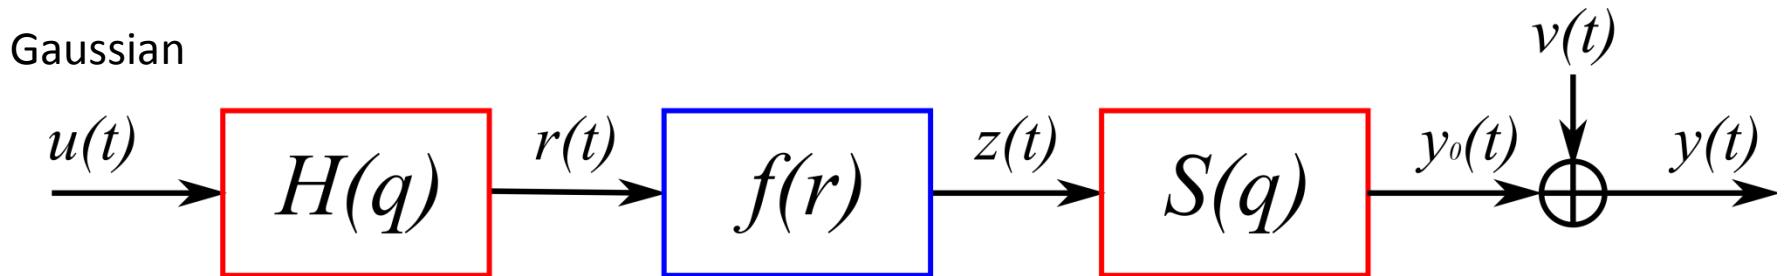 Gaussian
u(t)
H(q)
r(t)
f(r)
z(t)
S(q)
y₀(t)
v(t)
y(t)